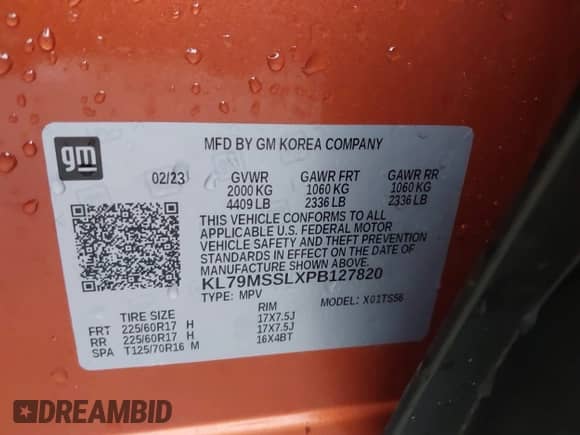 gm
MFD BY GM KOREA COMPANY
02/23 GVWR GAWR FRT GAWR RR
2000 KG 1060 KG 1060 KG
4409 LB 2336 LB 2336 LB
THIS VEHICLE CONFORMS TO ALL
APPLICABLE U.S. FEDERAL MOTOR
VEHICLE SAFETY AND THEFT PREVENTION
STANDARDS IN EFFECT ON THE DATE OF
MANUFACTURE SHOWN ABOVE.
KL79MSSLXPB127820
TYPE: MPV MODEL: X01TS56
TIRE SIZE RIM
FRT 225/60R17 H 17X7.5J
RR 225/60R17 H 17X7.5J
SPA T125/70R16 M 16X4BT
DREAMBID